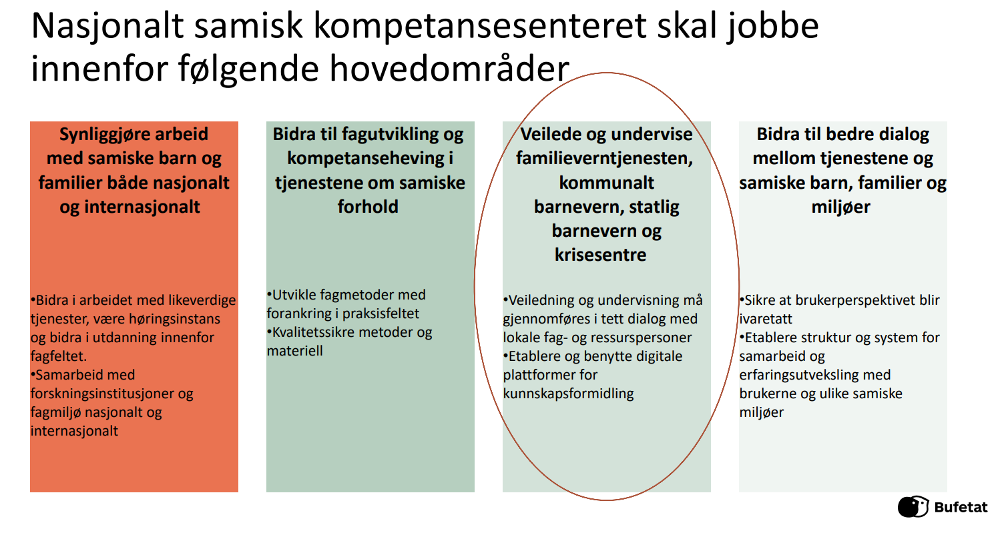 Nasjonalt samisk kompetansesenteret skal jobbe
innenfor følgende hovedområder
Synliggjøre arbeid
med samiske barn og
familier både nasjonalt
og internasjonalt
•Bidra i arbeidet med likeverdige
tjenester, være høringsinstans
og bidra i utdanning innenfor
fagfeltet.
•Samarbeid med
forskningsinstitusjoner og
fagmiljø nasjonalt og
internasjonalt
Bidra til fagutvikling og
kompetanseheving i
tjenestene om samiske
forhold
•Utvikle fagmetoder med
forankring i praksisfeltet
•Kvalitetssikre metoder og
materiell
Veilede og undervise
familieverntjenesten,
kommunalt
barnevern, statlig
barnevern og
krisesentre
•Veiledning og undervisning må
gjennomføres i tett dialog med
lokale fag- og ressurspersoner
•Etablere og benytte digitale
plattformer for
kunnskapsformidling
Bidra til bedre dialog
mellom tjenestene og
samiske barn, familier og
miljøer
•Sikre at brukerperspektivet blir
ivaretatt
•Etablere struktur og system for
samarbeid og
erfaringsutveksling med
brukerne og ulike samiske
miljøer
Bufetat